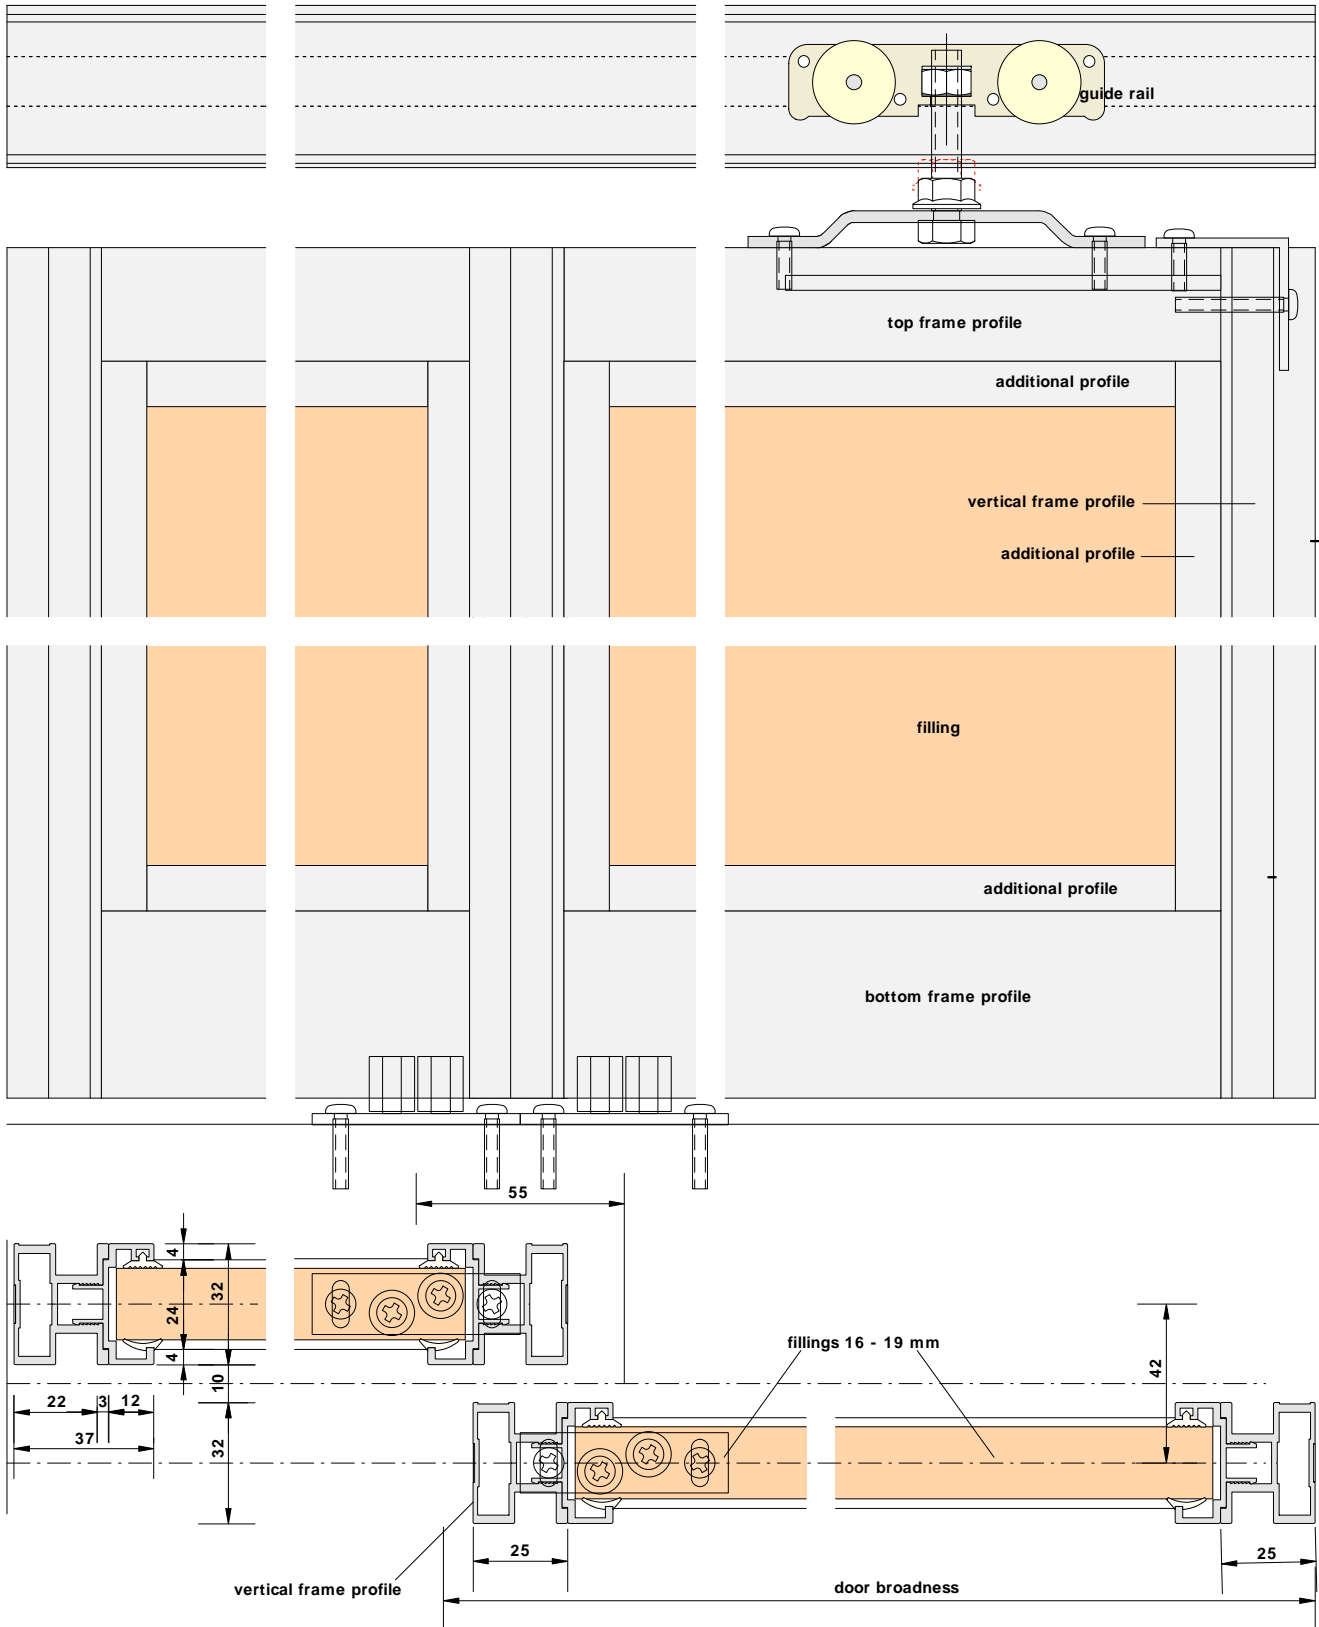 guide rail
top frame profile
additional profile
vertical frame profile
additional profile
filling
additional profile
bottom frame profile
55
4
32
24
4
fillings 16 - 19 mm
42
10
22
3
12
37
32
25
25
vertical frame profile
door broadness